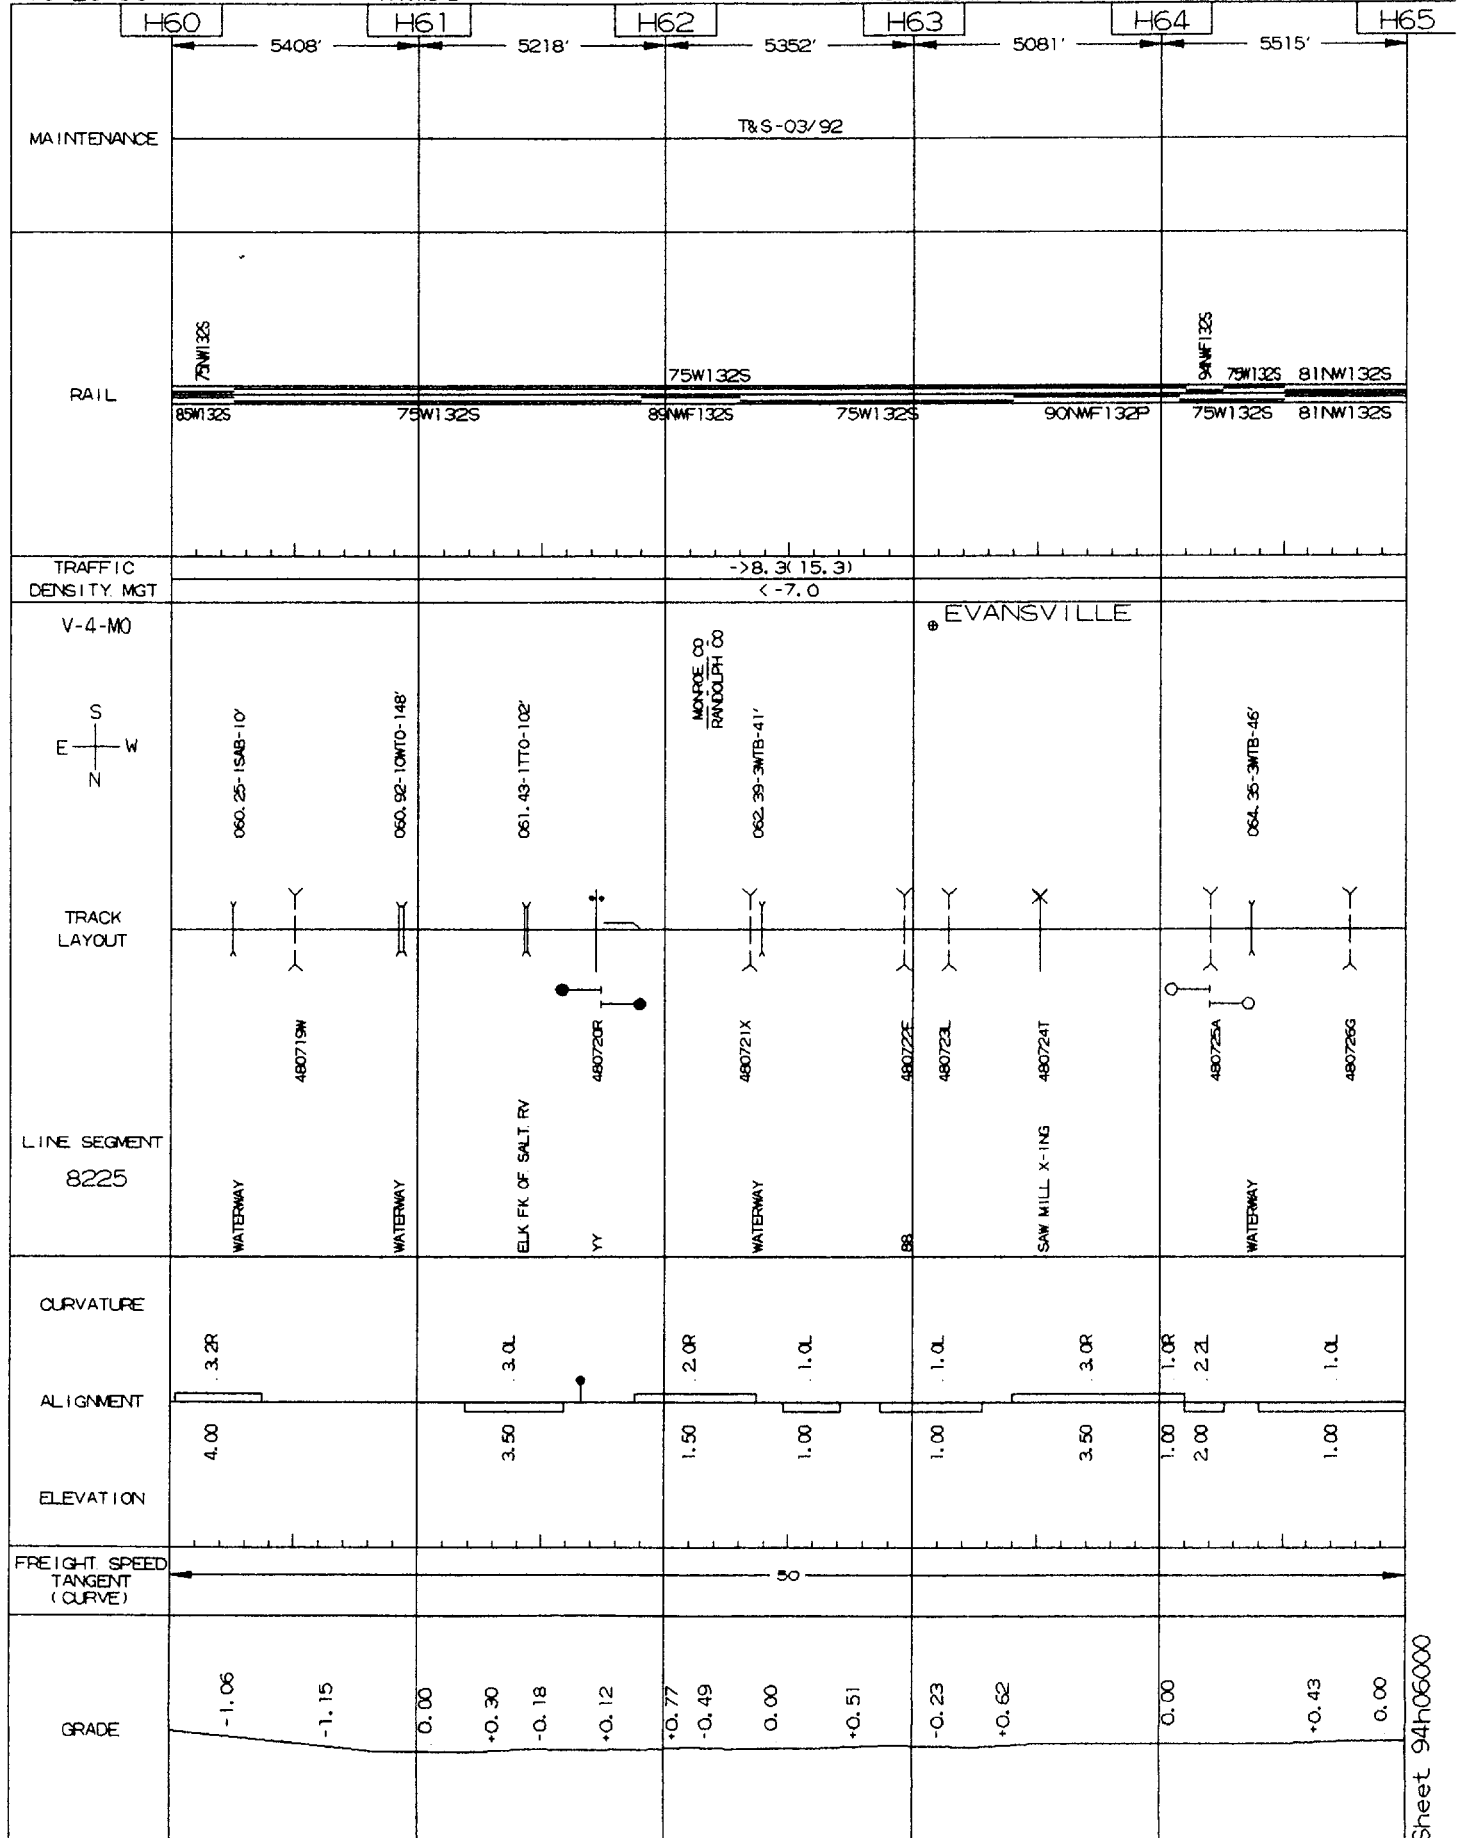 H60 H61 H62 H63 H64 H65
5408' 5218' 5352' 5081' 5515'
MAINTENANCE
T&S-03/92
75NW132S
94NWF132S
75W132S 75W132S 81NW132S
RAIL
85W132S 75W132S 89NWF132S 75W132S 90NWF132P 75W132S 81NW132S
TRAFFIC
DENSITY MGT
->8.3(15.3)
<-7.0
V-4-MO
EVANSVILLE
MONROE CO
RANDOLPH CO
S
E W
N
060.25-1SAB-10'
060.92-10WTO-148'
061.43-1TTO-102'
062.39-3WTB-41'
064.35-3WTB-46'
TRACK
LAYOUT
480719W
480720R
480721X
480722F
480723L
480724T
480725A
480726G
LINE SEGMENT
8225
WATERWAY
WATERWAY
ELK FK. OF SALT RV
YY
WATERWAY
BB
SAW MILL X-ING
WATERWAY
CURVATURE
3.2R 3.0L 2.0R 1.0L 1.0L 3.0R 1.0R 2.2L 1.0L
ALIGNMENT
4.00 3.50 1.50 1.00 1.00 3.50 1.00 2.00 1.00
ELEVATION
FREIGHT SPEED
TANGENT
(CURVE)
50
GRADE
-1.06 -1.15 0.00 +0.30 -0.18 +0.12 +0.77 -0.49 0.00 +0.51 -0.23 +0.62 0.00 +0.43 0.00
Sheet 94h06000